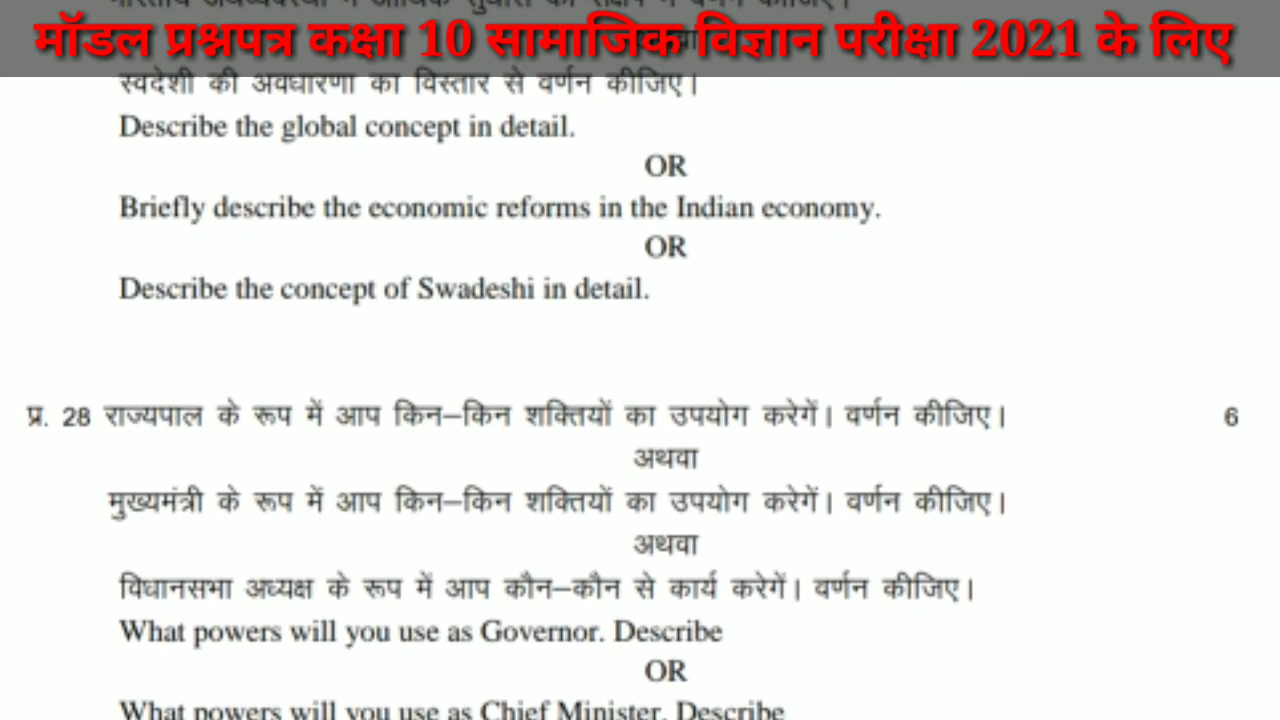 मॉडल प्रश्नपत्र कक्षा 10 सामाजिक विज्ञान परीक्षा 2021 के लिए
स्वदेशी की अवधारणा का विस्तार से वर्णन कीजिए।
Describe the global concept in detail.
OR
Briefly describe the economic reforms in the Indian economy.
OR
Describe the concept of Swadeshi in detail.
प्र. 28 राज्यपाल के रूप में आप किन–किन शक्तियों का उपयोग करेगें। वर्णन कीजिए। 6
अथवा
मुख्यमंत्री के रूप में आप किन–किन शक्तियों का उपयोग करेगें। वर्णन कीजिए।
अथवा
विधानसभा अध्यक्ष के रूप में आप कौन–कौन से कार्य करेगें। वर्णन कीजिए।
What powers will you use as Governor. Describe
OR
What powers will you use as Chief Minister. Describe